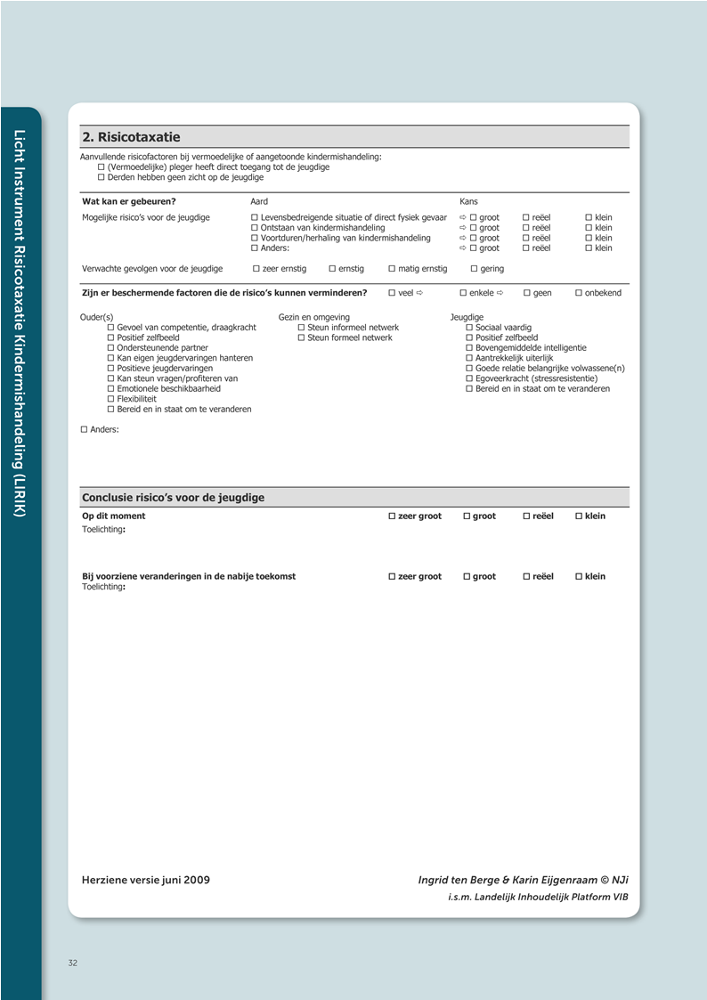 Licht Instrument Risicotaxatie Kindermishandeling (LIRIK)
2. Risicotaxatie
Aanvullende risicofactoren bij vermoedelijke of aangetoonde kindermishandeling:
☐ (Vermoedelijke) pleger heeft direct toegang tot de jeugdige
☐ Derden hebben geen zicht op de jeugdige
Wat kan er gebeuren? Aard Kans
Mogelijke risico's voor de jeugdige ☐ Levensbedreigende situatie of direct fysiek gevaar ⇨ ☐ groot ☐ reëel ☐ klein
☐ Ontstaan van kindermishandeling ⇨ ☐ groot ☐ reëel ☐ klein
☐ Voortduren/herhaling van kindermishandeling ⇨ ☐ groot ☐ reëel ☐ klein
☐ Anders: ⇨ ☐ groot ☐ reëel ☐ klein
Verwachte gevolgen voor de jeugdige ☐ zeer ernstig ☐ ernstig ☐ matig ernstig ☐ gering
Zijn er beschermende factoren die de risico's kunnen verminderen? ☐ veel ⇨ ☐ enkele ⇨ ☐ geen ☐ onbekend
Ouder(s)
☐ Gevoel van competentie, draagkracht
☐ Positief zelfbeeld
☐ Ondersteunende partner
☐ Kan eigen jeugdervaringen hanteren
☐ Positieve jeugdervaringen
☐ Kan steun vragen/profiteren van
☐ Emotionele beschikbaarheid
☐ Flexibiliteit
☐ Bereid en in staat om te veranderen
Gezin en omgeving
☐ Steun informeel netwerk
☐ Steun formeel netwerk
Jeugdige
☐ Sociaal vaardig
☐ Positief zelfbeeld
☐ Bovengemiddelde intelligentie
☐ Aantrekkelijk uiterlijk
☐ Goede relatie belangrijke volwassene(n)
☐ Egoveerkracht (stressresistentie)
☐ Bereid en in staat om te veranderen
☐ Anders:
Conclusie risico's voor de jeugdige
Op dit moment ☐ zeer groot ☐ groot ☐ reëel ☐ klein
Toelichting:
Bij voorziene veranderingen in de nabije toekomst ☐ zeer groot ☐ groot ☐ reëel ☐ klein
Toelichting:
Herziene versie juni 2009 Ingrid ten Berge & Karin Eijgenraam © NJi
i.s.m. Landelijk Inhoudelijk Platform VIB
32